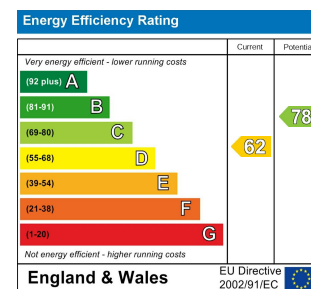 Energy Efficiency Rating
Current Potentia
Very energy efficient - lower running costs
(92 plus) A
(81-91) B
78
(69-80) C
62
(55-68) D
(39-54) E
(21-38) F
(1-20) G
Not energy efficient - higher running costs
England & Wales
EU Directive
2002/91/EC